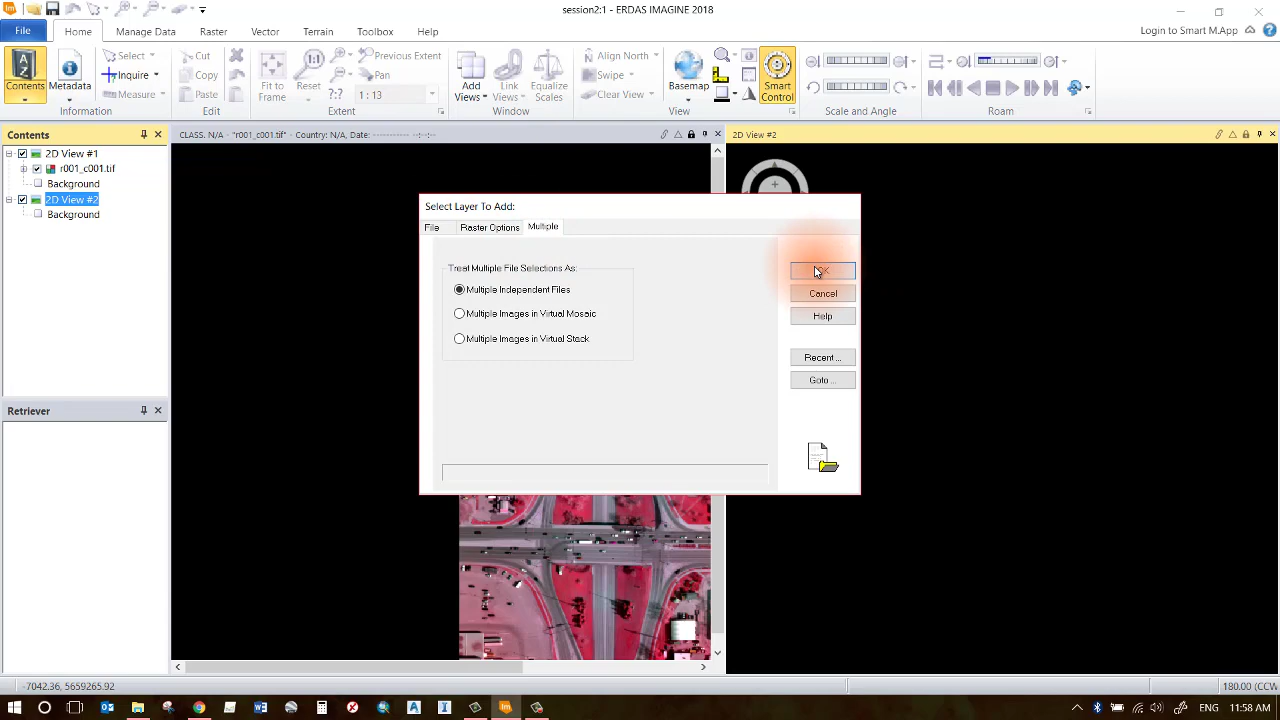 session2:1 - ERDAS IMAGINE 2018
File
Home
Manage Data
Raster
Vector
Terrain
Toolbox
Help
Login to Smart M.App
Contents
Metadata
Select
Inquire
Measure
Information
Cut
Copy
Paste
Edit
Fit to
Frame
Reset
1:1
?:?
Previous Extent
Pan
1:13
Extent
Add
Views
Link
Views
Equalize
Scales
Window
Align North
Swipe
Clear View
Basemap
View
Smart
Control
Scale and Angle
Roam
Contents
2D View #1
r001_c001.tif
Background
2D View #2
Background
Retriever
CLASS. N/A - "r001_c001.tif" - Country: N/A, Date: ----------- --:--:--
2D View #2
Select Layer To Add:
File
Raster Options
Multiple
Treat Multiple File Selections As:
Multiple Independent Files
Multiple Images in Virtual Mosaic
Multiple Images in Virtual Stack
OK
Cancel
Help
Recent ...
Goto ...
-7042.36, 5659265.92
180.00 (CCW
ENG
11:58 AM